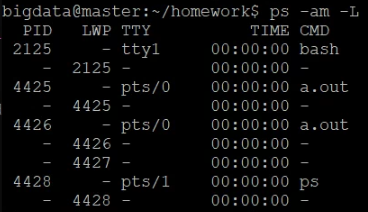 bigdata@master:~/homework$ ps -am -L
PID LWP TTY TIME CMD
2125 - tty1 00:00:00 bash
- 2125 - 00:00:00 -
4425 - pts/0 00:00:00 a.out
- 4425 - 00:00:00 -
4426 - pts/0 00:00:00 a.out
- 4426 - 00:00:00 -
- 4427 - 00:00:00 -
4428 - pts/1 00:00:00 ps
- 4428 - 00:00:00 -